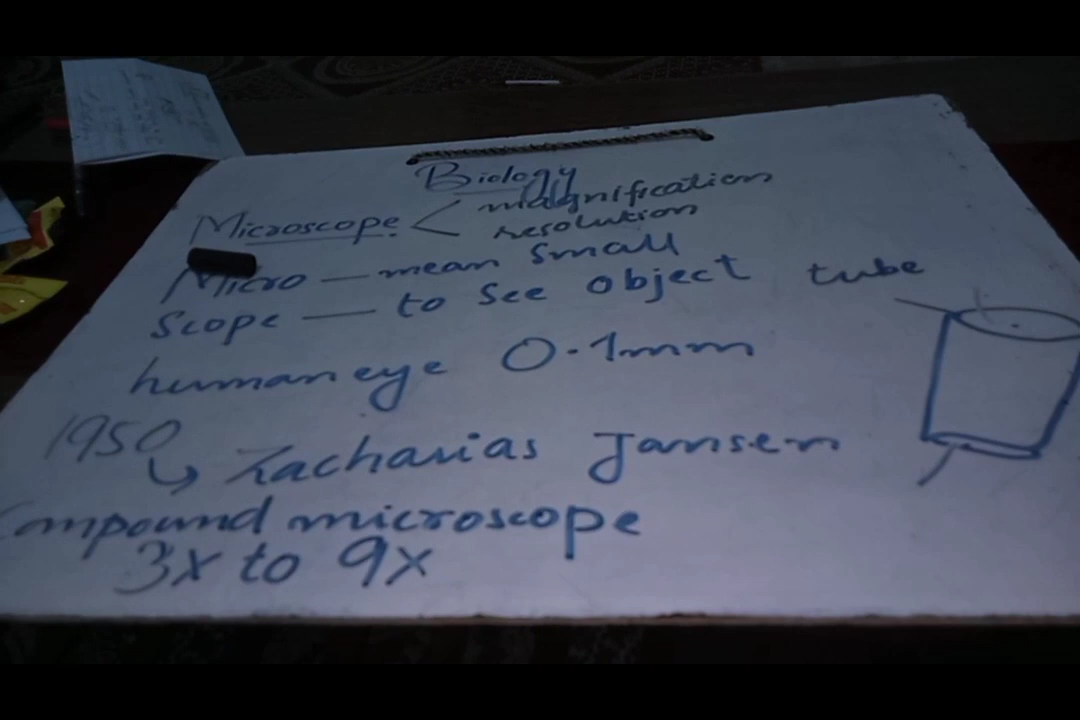 Biology
Microscope < magnification
resolution
Micro — mean small
Scope — to see object
tube
human eye 0.1mm
1950
↳ Zacharias Jansen
Compound microscope
3x to 9x